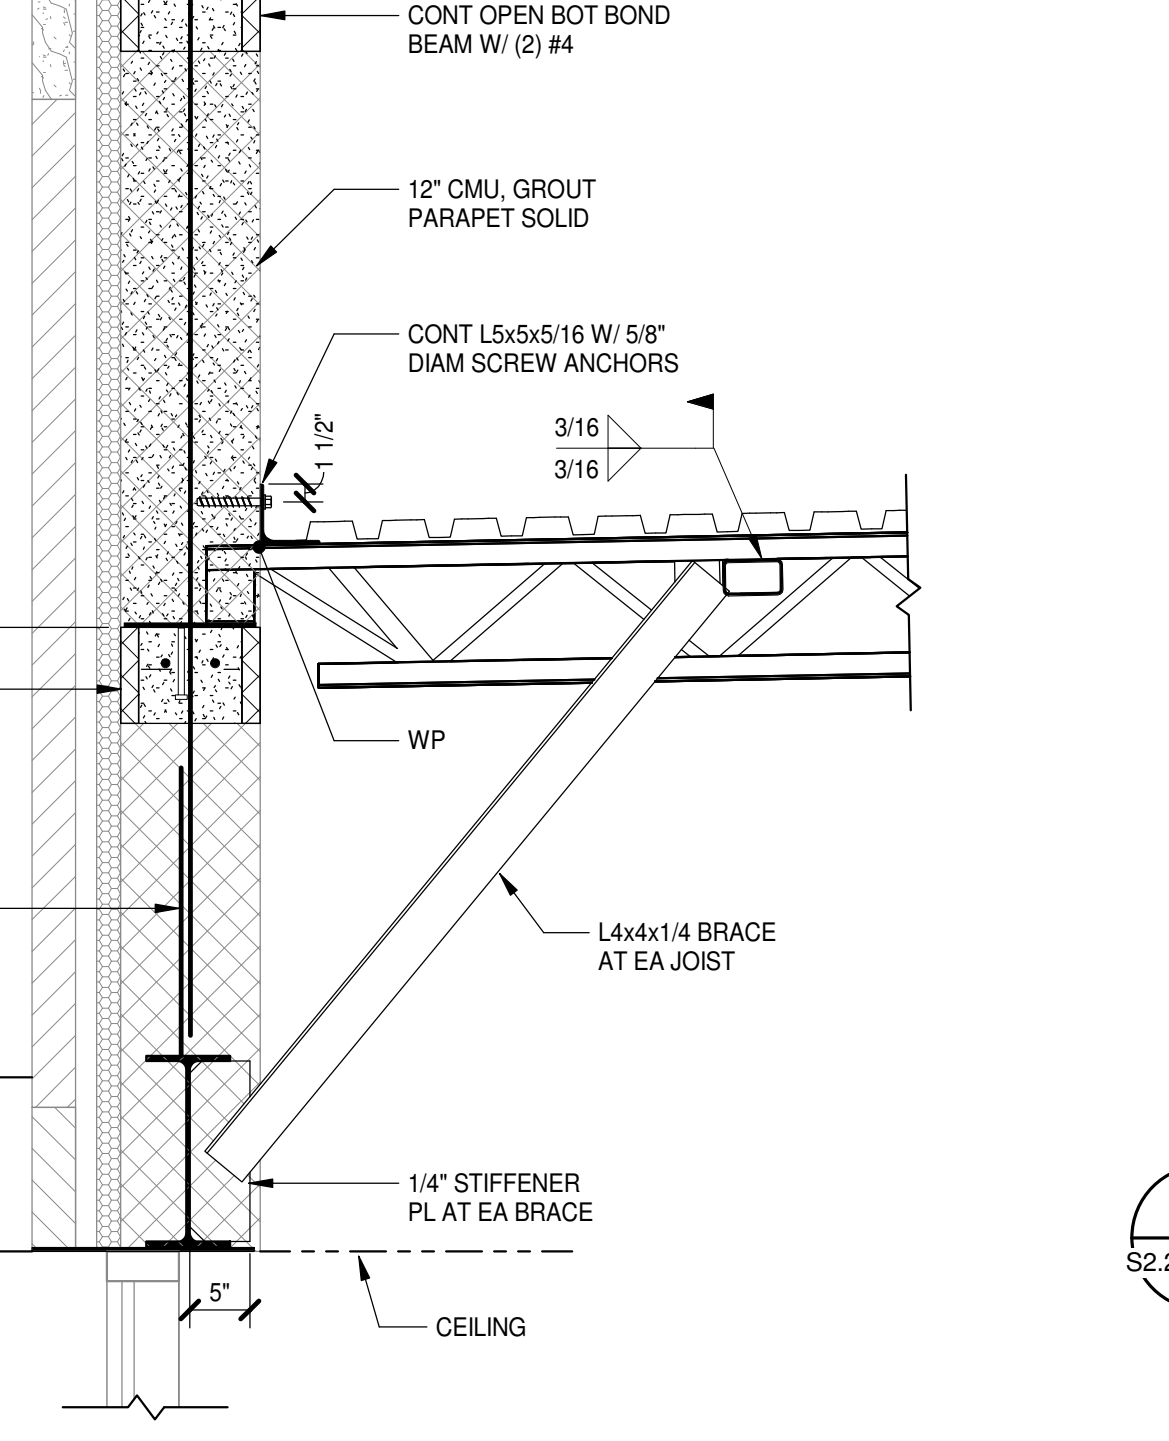 CONT OPEN BOT BOND
BEAM W/ (2) #4
12" CMU, GROUT
PARAPET SOLID
CONT L5x5x5/16 W/ 5/8"
DIAM SCREW ANCHORS
1 1/2"
3/16
3/16
WP
L4x4x1/4 BRACE
AT EA JOIST
1/4" STIFFENER
PL AT EA BRACE
S2.2
5"
CEILING